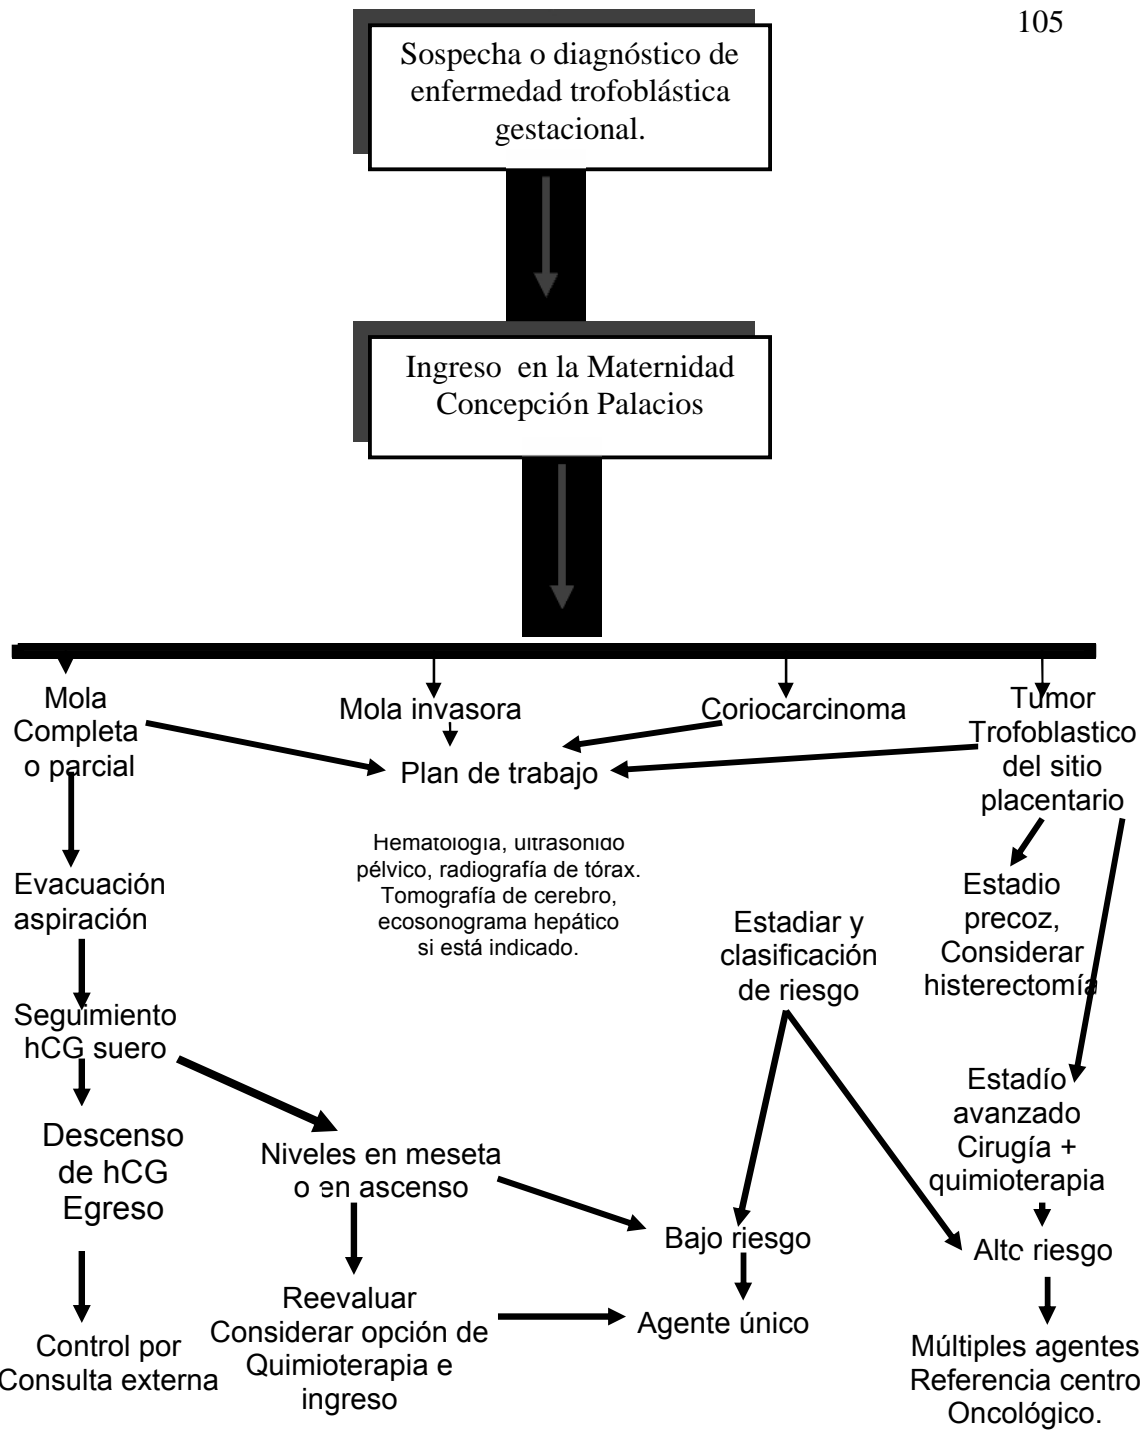 105
Sospecha o diagnóstico de
enfermedad trofoblástica
gestacional.
Ingreso en la Maternidad
Concepción Palacios
Mola
Completa
o parcial
Mola invasora
Coriocarcinoma
Tumor
Trofoblastico
del sitio
placentario
Plan de trabajo
Hematología, ultrasonido
pélvico, radiografía de tórax.
Tomografía de cerebro,
ecosonograma hepático
si está indicado.
Evacuación
aspiración
Estadiar y
clasificación
de riesgo
Estadio
precoz,
Considerar
histerectomía
Seguimiento
hCG suero
Estadío
avanzado
Cirugía +
quimioterapia
Descenso
de hCG
Egreso
Niveles en meseta
o en ascenso
Bajo riesgo
Alto riesgo
Control por
Consulta externa
Reevaluar
Considerar opción de
Quimioterapia e
ingreso
Agente único
Múltiples agentes
Referencia centro
Oncológico.